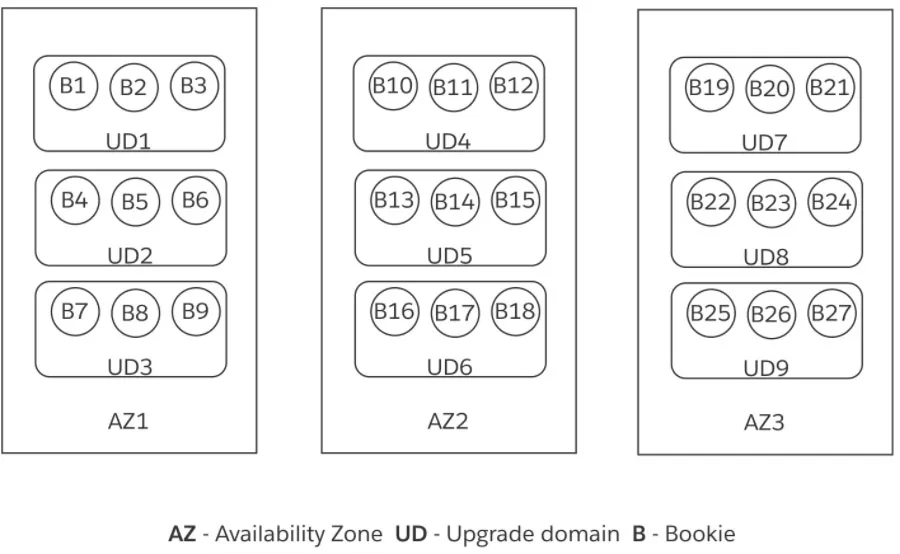 B1 B2 B3
UD1
B4 B5 B6
UD2
B7 B8 B9
UD3
AZ1
B10 B11 B12
UD4
B13 B14 B15
UD5
B16 B17 B18
UD6
AZ2
B19 B20 B21
UD7
B22 B23 B24
UD8
B25 B26 B27
UD9
AZ3
AZ - Availability Zone UD - Upgrade domain B - Bookie